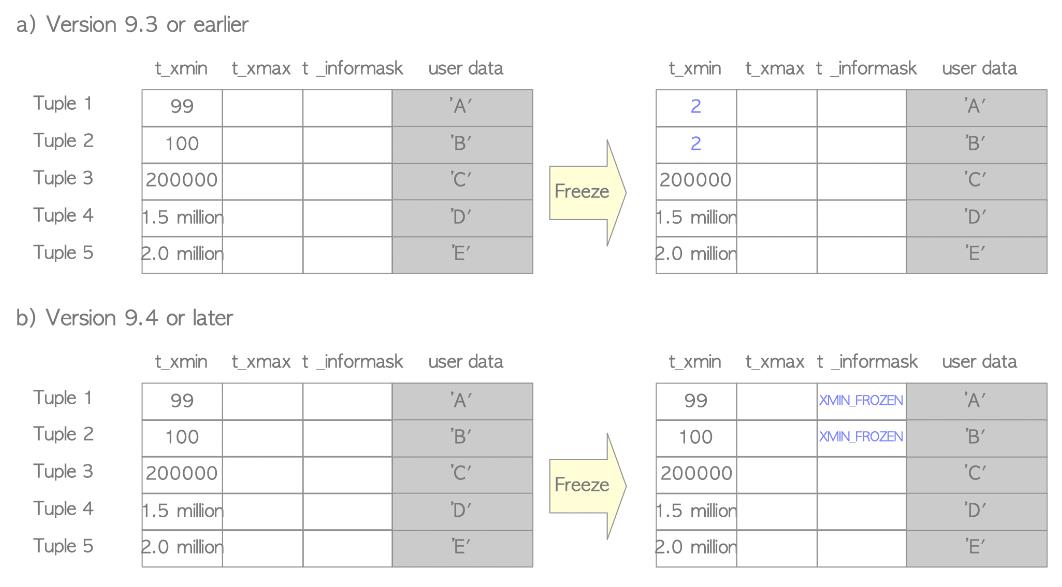 a) Version 9.3 or earlier
t_xmin t_xmax t _informask user data t_xmin t_xmax t _informask user data
Tuple 1 99 'A' 2 'A'
Tuple 2 100 'B' 2 'B'
Tuple 3 200000 'C' 200000 'C'
Freeze
Tuple 4 1.5 million 'D' 1.5 million 'D'
Tuple 5 2.0 million 'E' 2.0 million 'E'
b) Version 9.4 or later
t_xmin t_xmax t _informask user data t_xmin t_xmax t _informask user data
Tuple 1 99 'A' 99 XMIN_FROZEN 'A'
Tuple 2 100 'B' 100 XMIN_FROZEN 'B'
Tuple 3 200000 'C' 200000 'C'
Freeze
Tuple 4 1.5 million 'D' 1.5 million 'D'
Tuple 5 2.0 million 'E' 2.0 million 'E'